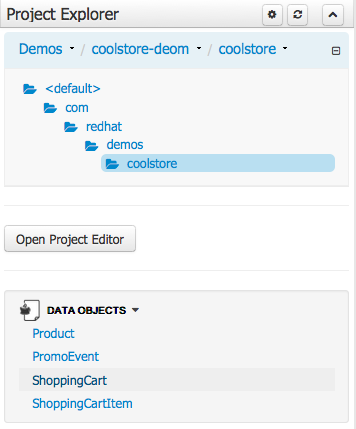 Project Explorer
Demos / coolstore-deom / coolstore
<default>
com
redhat
demos
coolstore
Open Project Editor
DATA OBJECTS
Product
PromoEvent
ShoppingCart
ShoppingCartItem